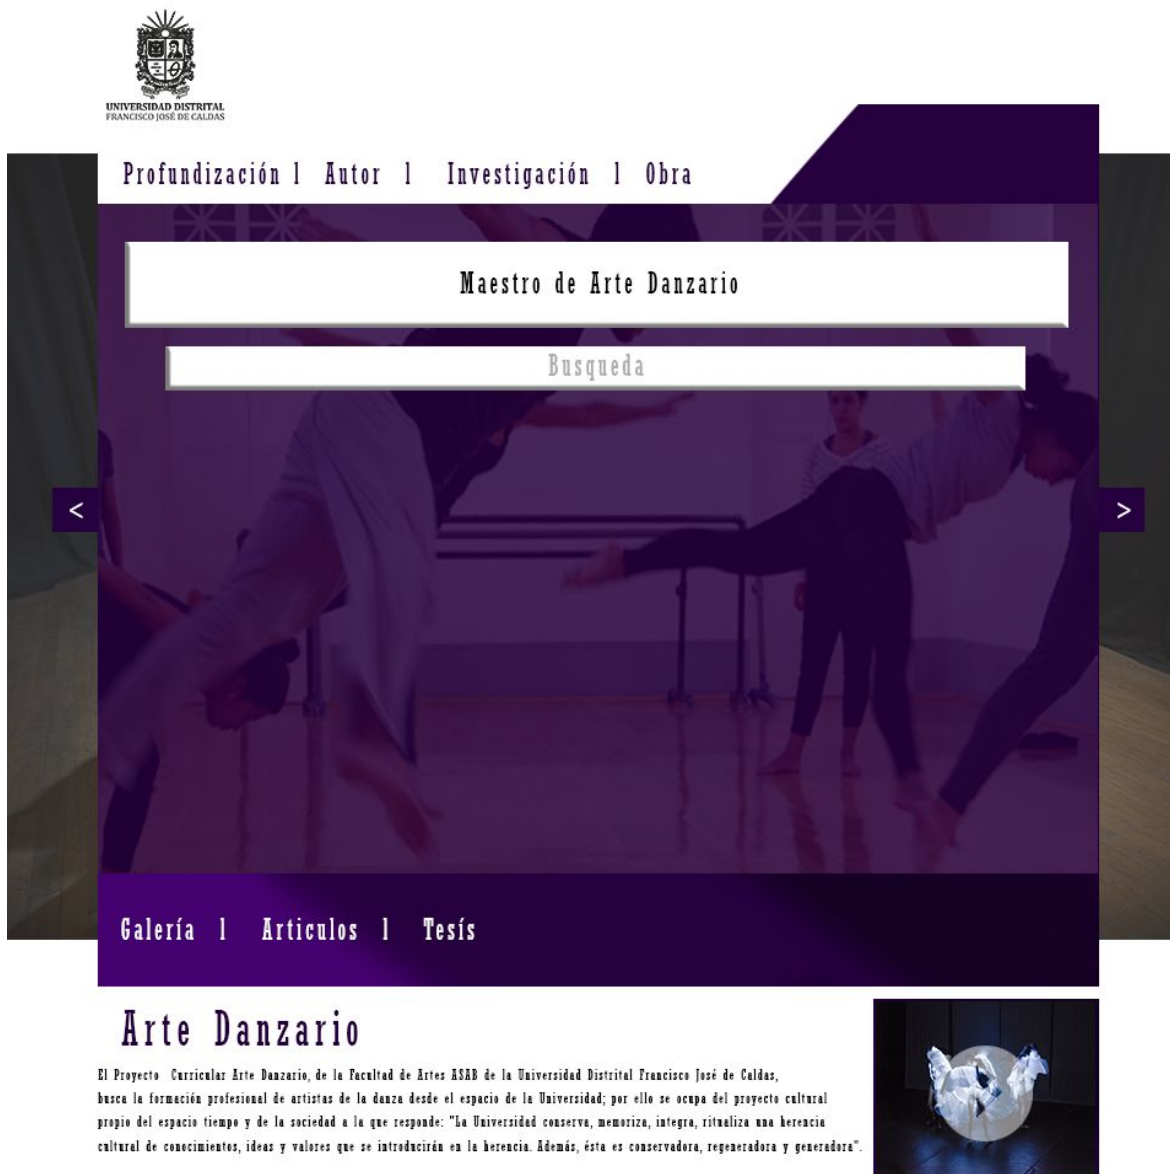 UNIVERSIDAD DISTRITAL
FRANCISCO JOSÉ DE CALDAS
Profundización l Autor l Investigación l Obra
Maestro de Arte Danzario
Busqueda
<
>
Galería l Articulos l Tesís
Arte Danzario
El Proyecto Curricular Arte Danzario, de la Facultad de Artes ASAB de la Universidad Distrital Francisco José de Caldas,
busca la formación profesional de artistas de la danza desde el espacio de la Universidad; por ello se ocupa del proyecto cultural
propio del espacio tiempo y de la sociedad a la que responde: "La Universidad conserva, memoriza, integra, ritualiza una herencia
cultural de conocimientos, ideas y valores que se introducirán en la herencia. Además, ésta es conservadora, regeneradora y generadora".